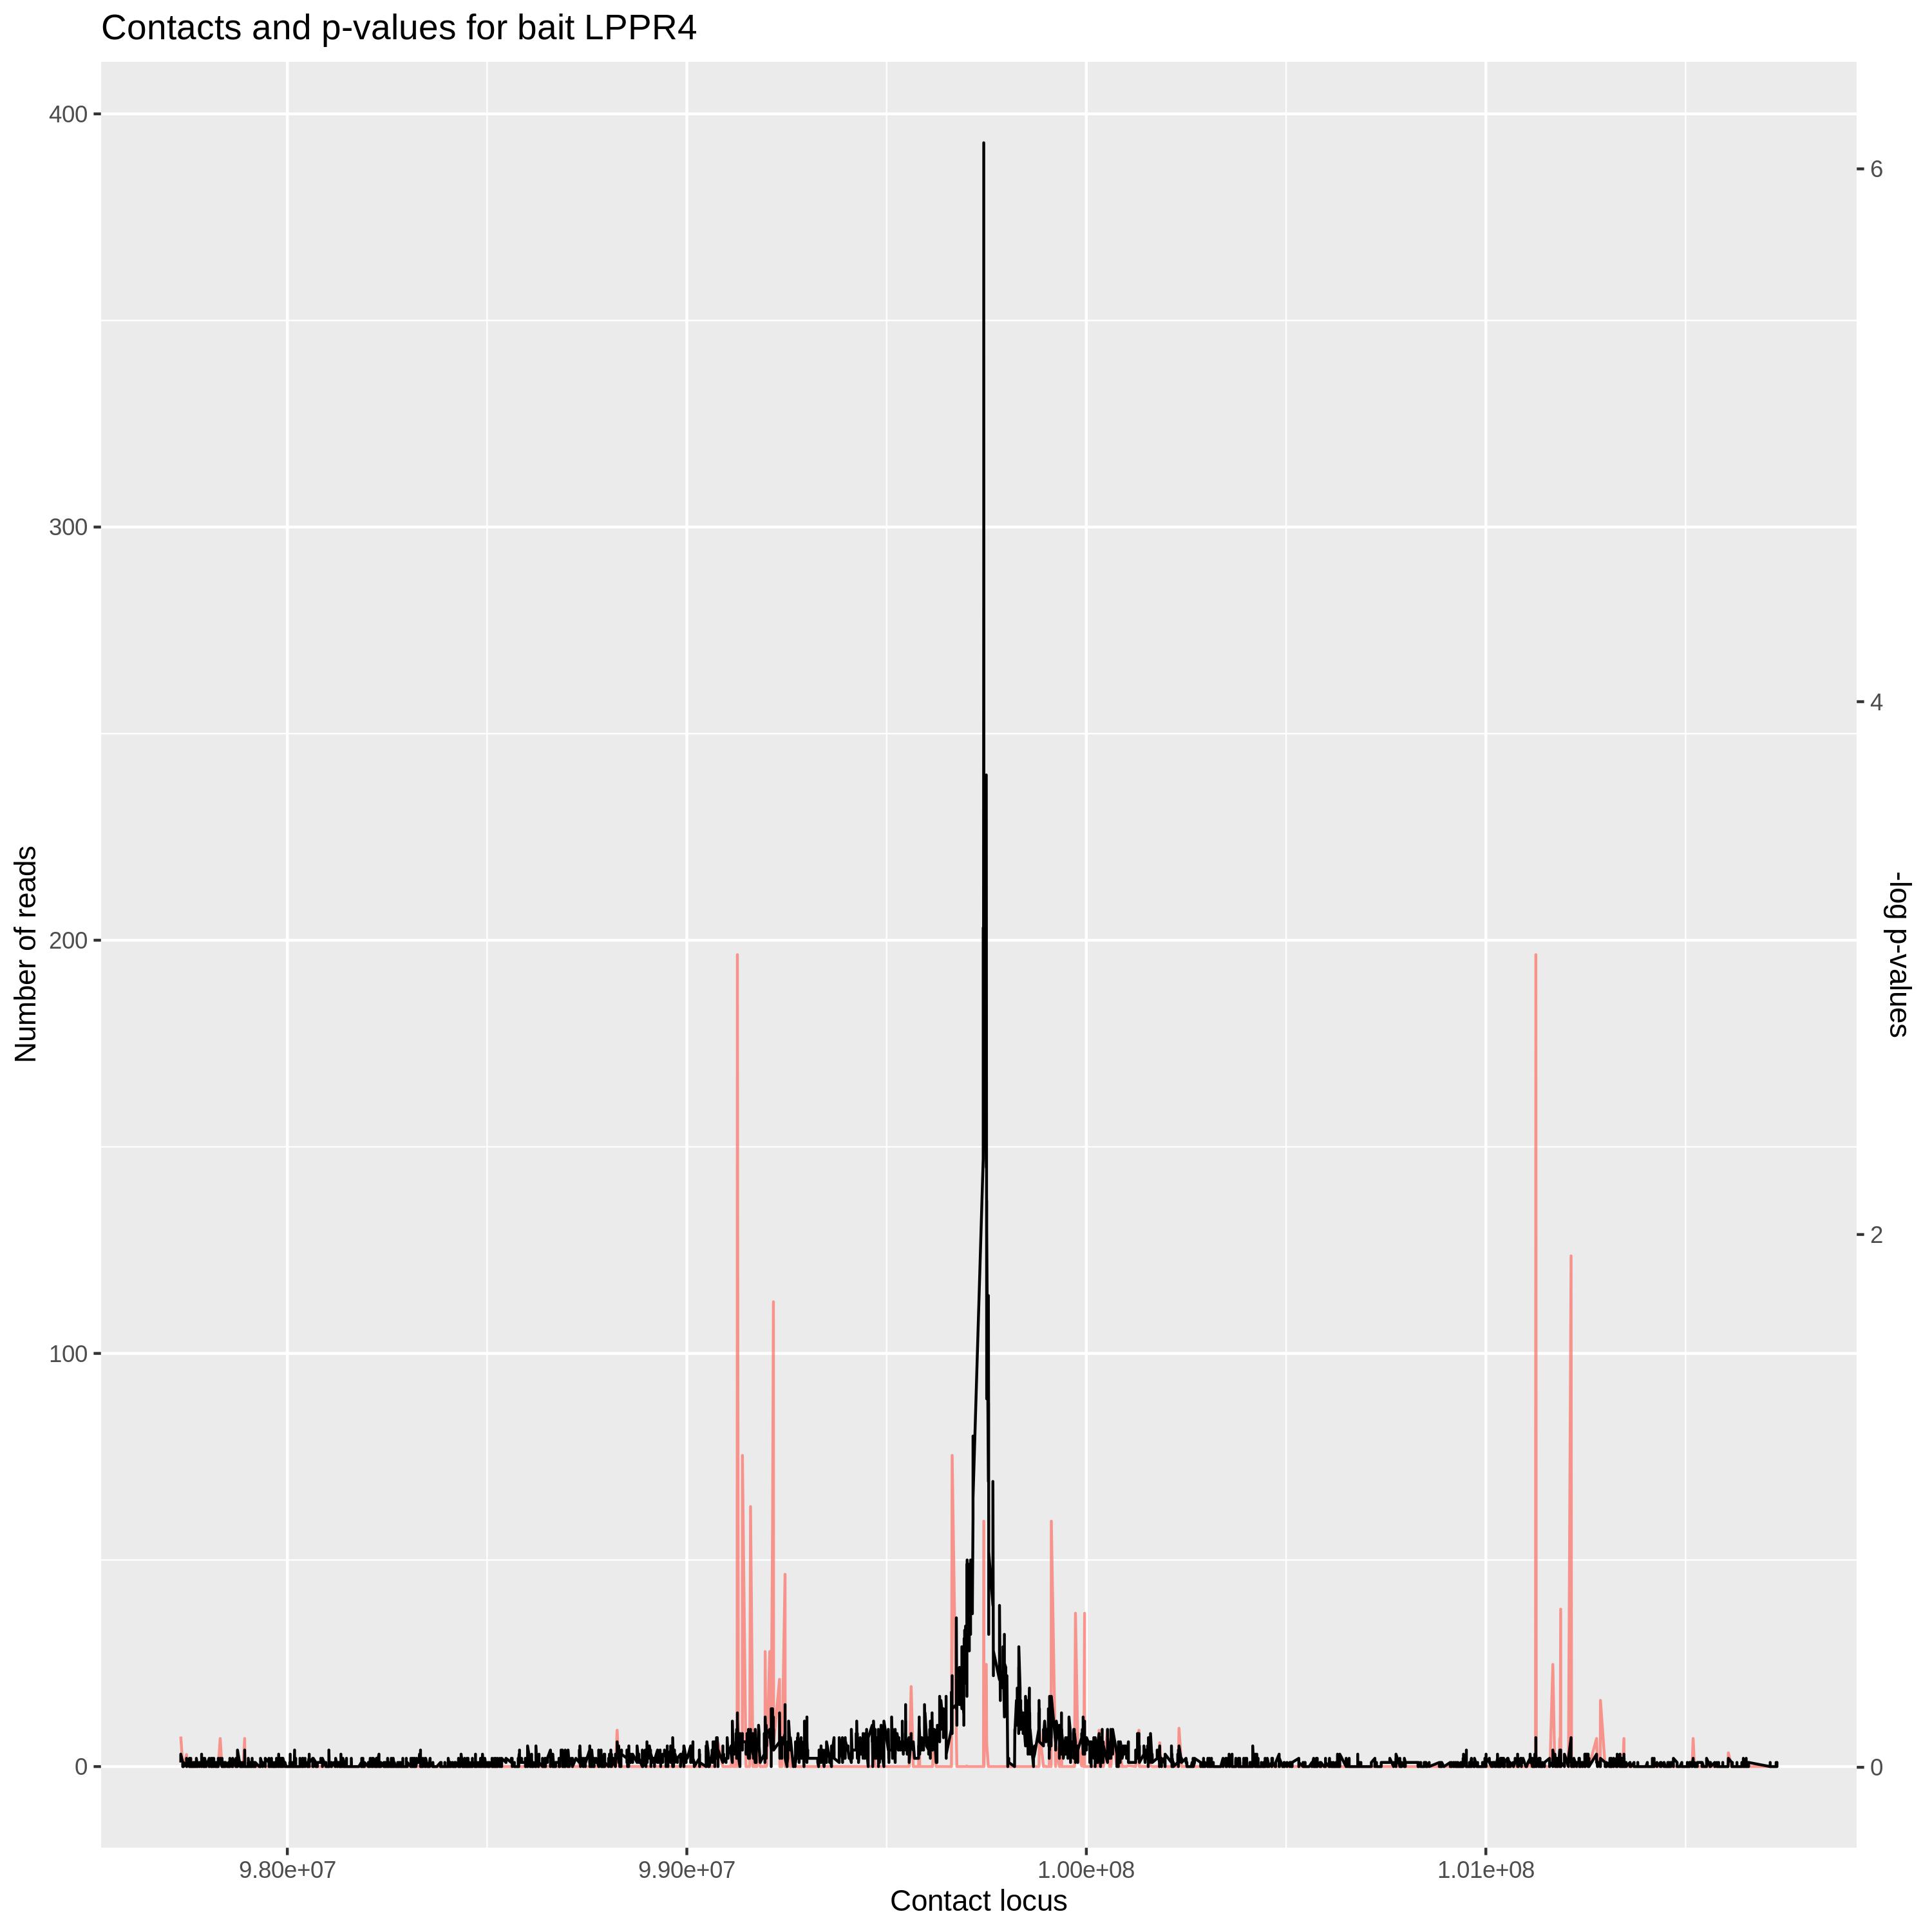 Contacts and p-values for bait LPPR4
400
300
200
100
0
6
4
2
0
Number of reads
-log p-values
9.80e+07
9.90e+07
1.00e+08
1.01e+08
Contact locus